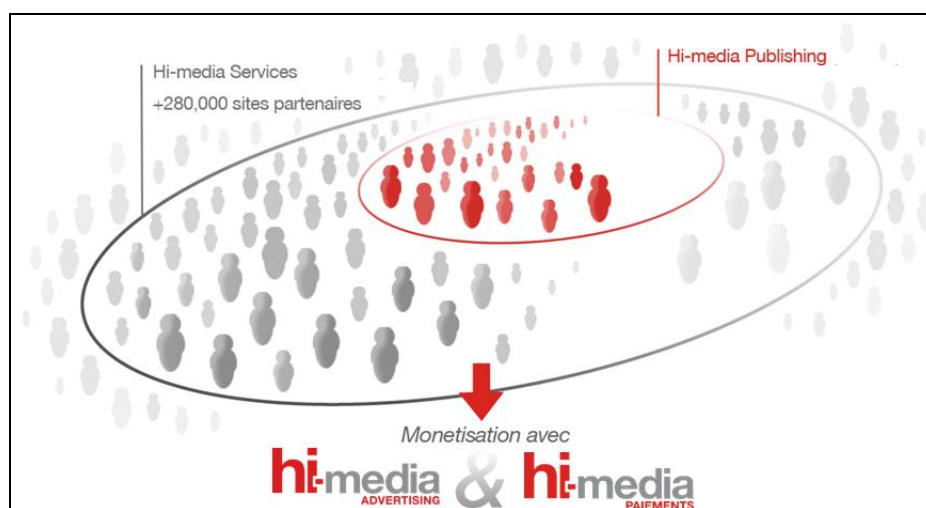 Hi-media Services
+280,000 sites partenaires
Hi-media Publishing
Monetisation avec
hi-media
ADVERTISING
&
hi-media
PAIEMENTS